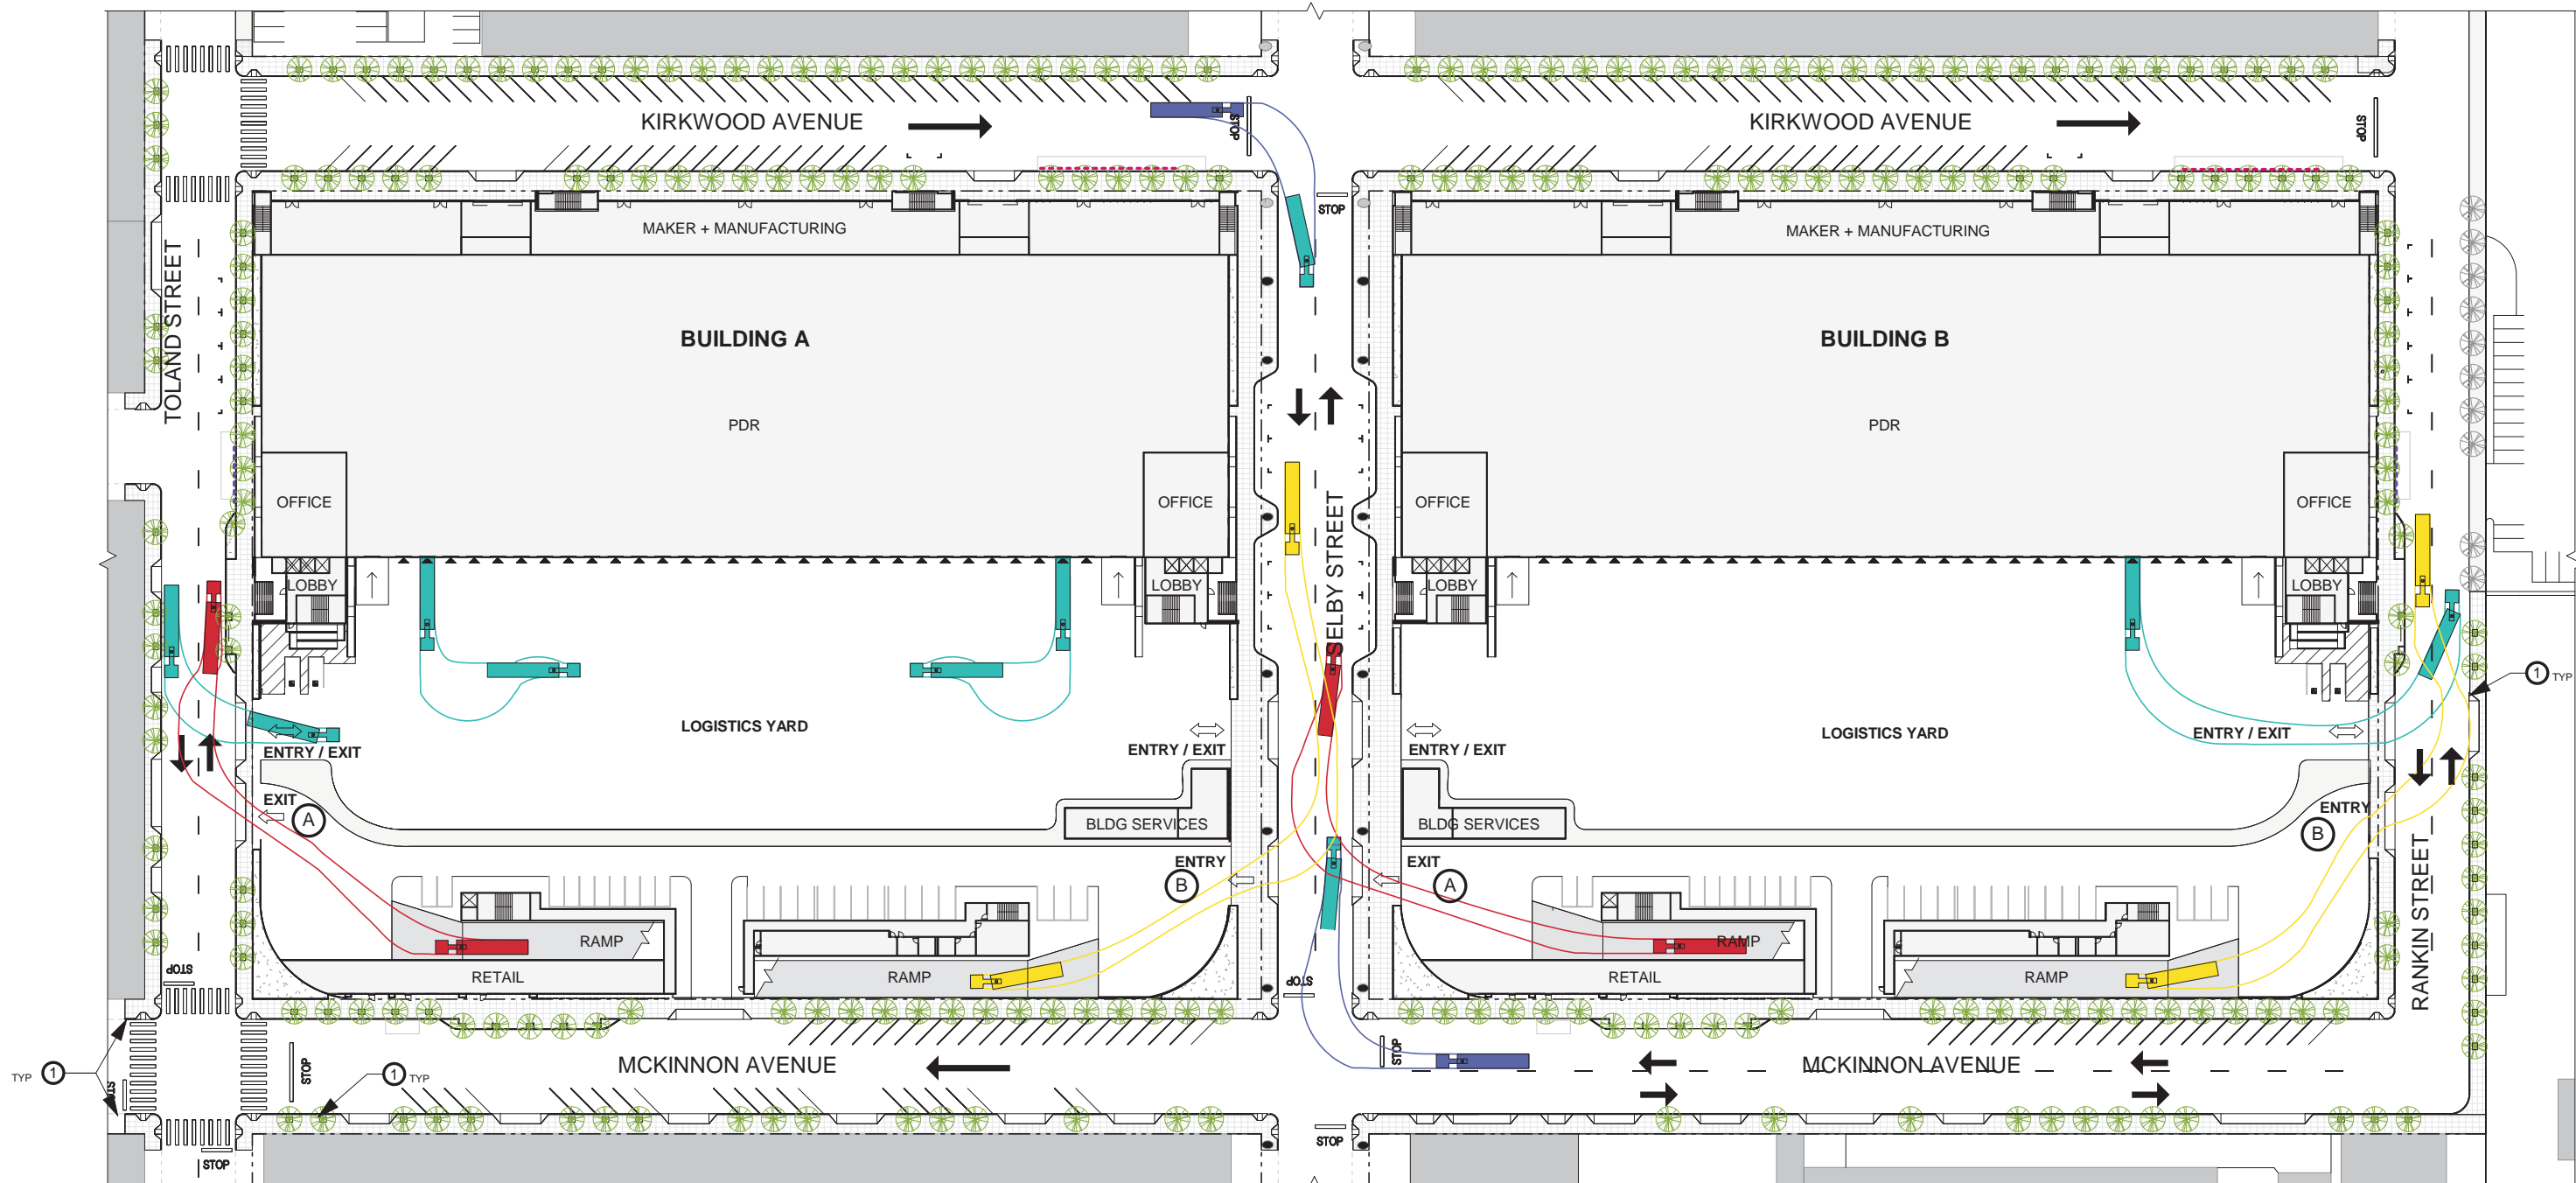 KIRKWOOD AVENUE
KIRKWOOD AVENUE
STOP
STOP
STOP
MAKER + MANUFACTURING
MAKER + MANUFACTURING
TOLAND STREET
BUILDING A
BUILDING B
PDR
PDR
OFFICE
OFFICE
OFFICE
OFFICE
SELBY STREET
LOBBY
LOBBY
LOBBY
LOBBY
1 TYP
LOGISTICS YARD
LOGISTICS YARD
ENTRY / EXIT
ENTRY / EXIT
ENTRY / EXIT
ENTRY / EXIT
EXIT
A
BLDG SERVICES
BLDG SERVICES
ENTRY
B
ENTRY
B
EXIT
A
RANKIN STREET
RAMP
RAMP
RETAIL
RAMP
RETAIL
RAMP
STOP
STOP
MCKINNON AVENUE
MCKINNON AVENUE
STOP
STOP
TYP 1
1 TYP
STOP
STOP
STOP